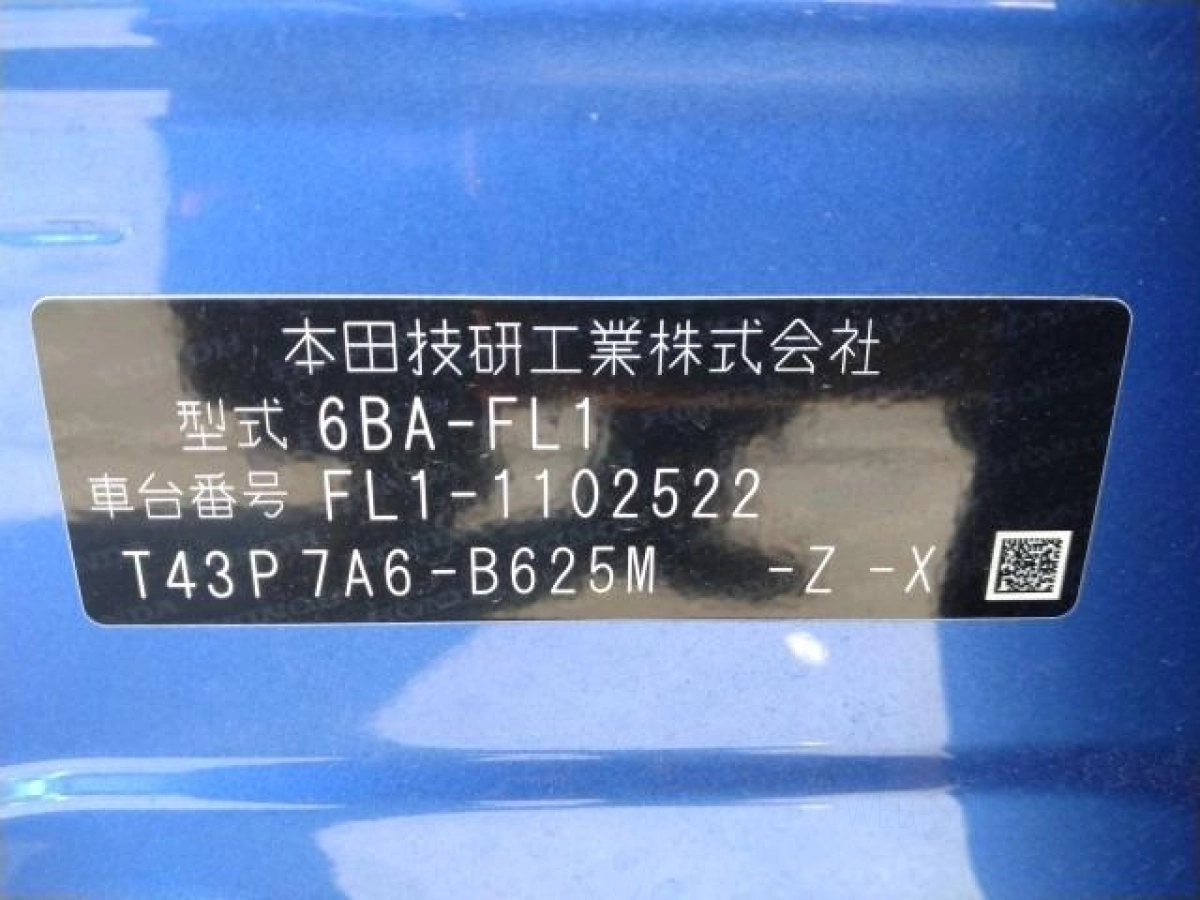 本田技研工業株式会社
型式 6BA-FL1
車台番号 FL1-1102522
T43P 7A6-B625M -Z -X